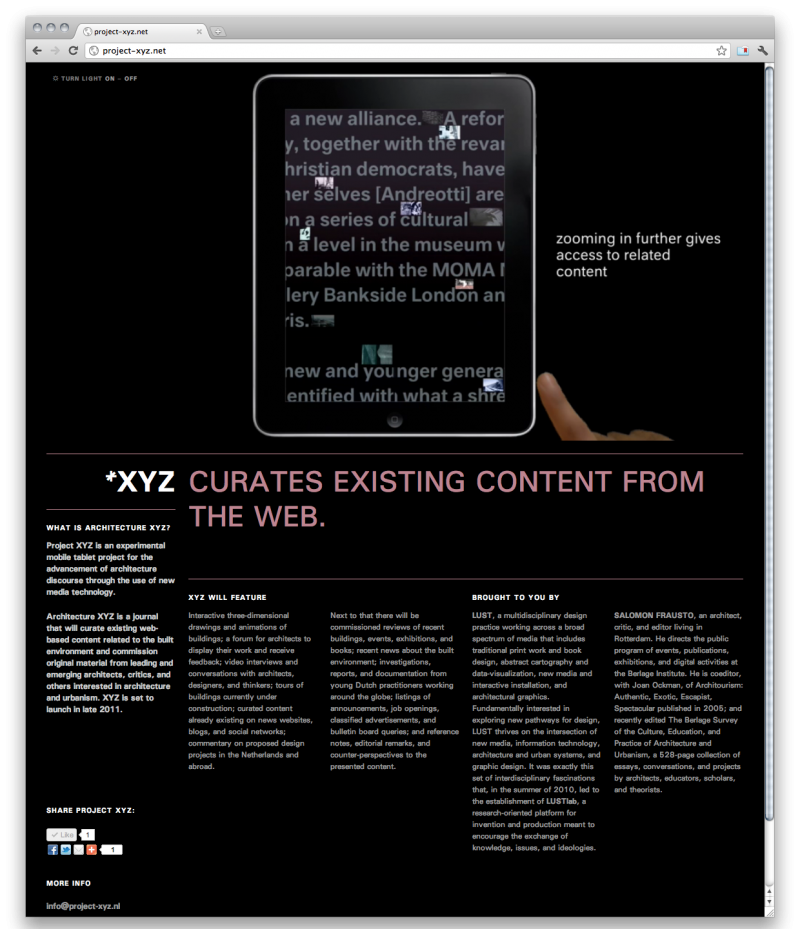 project-xyz.net
project-xyz.net
TURN LIGHT ON – OFF
a new alliance. A refor
y, together with the revar
hristian democrats, have
ner selves [Andreotti] are
on a series of cultural
n a level in the museum v
parable with the MOMA
lery Bankside London an
ris.
new and younger genera
entified with what a shre
zooming in further gives
access to related
content
*XYZ CURATES EXISTING CONTENT FROM
THE WEB.
WHAT IS ARCHITECTURE XYZ?
Project XYZ is an experimental
mobile tablet project for the
advancement of architecture
discourse through the use of new
media technology.
Architecture XYZ is a journal
that will curate existing web-
based content related to the built
environment and commission
original material from leading and
emerging architects, critics, and
others interested in architecture
and urbanism. XYZ is set to
launch in late 2011.
SHARE PROJECT XYZ:
Like 1
1
MORE INFO
info@project-xyz.nl
XYZ WILL FEATURE
Interactive three-dimensional
drawings and animations of
buildings; a forum for architects to
display their work and receive
feedback; video interviews and
conversations with architects,
designers, and thinkers; tours of
buildings currently under
construction; curated content
already existing on news websites,
blogs, and social networks;
commentary on proposed design
projects in the Netherlands and
abroad.
Next to that there will be
commissioned reviews of recent
buildings, events, exhibitions, and
books; recent news about the built
environment; investigations,
reports, and documentation from
young Dutch practitioners working
around the globe; listings of
announcements, job openings,
classified advertisements, and
bulletin board queries; and reference
notes, editorial remarks, and
counter-perspectives to the
presented content.
BROUGHT TO YOU BY
LUST, a multidisciplinary design
practice working across a broad
spectrum of media that includes
traditional print work and book
design, abstract cartography and
data-visualization, new media and
interactive installation, and
architectural graphics.
Fundamentally interested in
exploring new pathways for design,
LUST thrives on the intersection of
new media, information technology,
architecture and urban systems, and
graphic design. It was exactly this
set of interdisciplinary fascinations
that, in the summer of 2010, led to
the establishment of LUSTlab, a
research-oriented platform for
invention and production meant to
encourage the exchange of
knowledge, issues, and ideologies.
SALOMON FRAUSTO, an architect,
critic, and editor living in
Rotterdam. He directs the public
program of events, publications,
exhibitions, and digital activities at
the Berlage Institute. He is coeditor,
with Joan Ockman, of Architourism:
Authentic, Exotic, Escapist,
Spectacular published in 2005; and
recently edited The Berlage Survey
of the Culture, Education, and
Practice of Architecture and
Urbanism, a 528-page collection of
essays, conversations, and projects
by architects, educators, scholars,
and theorists.